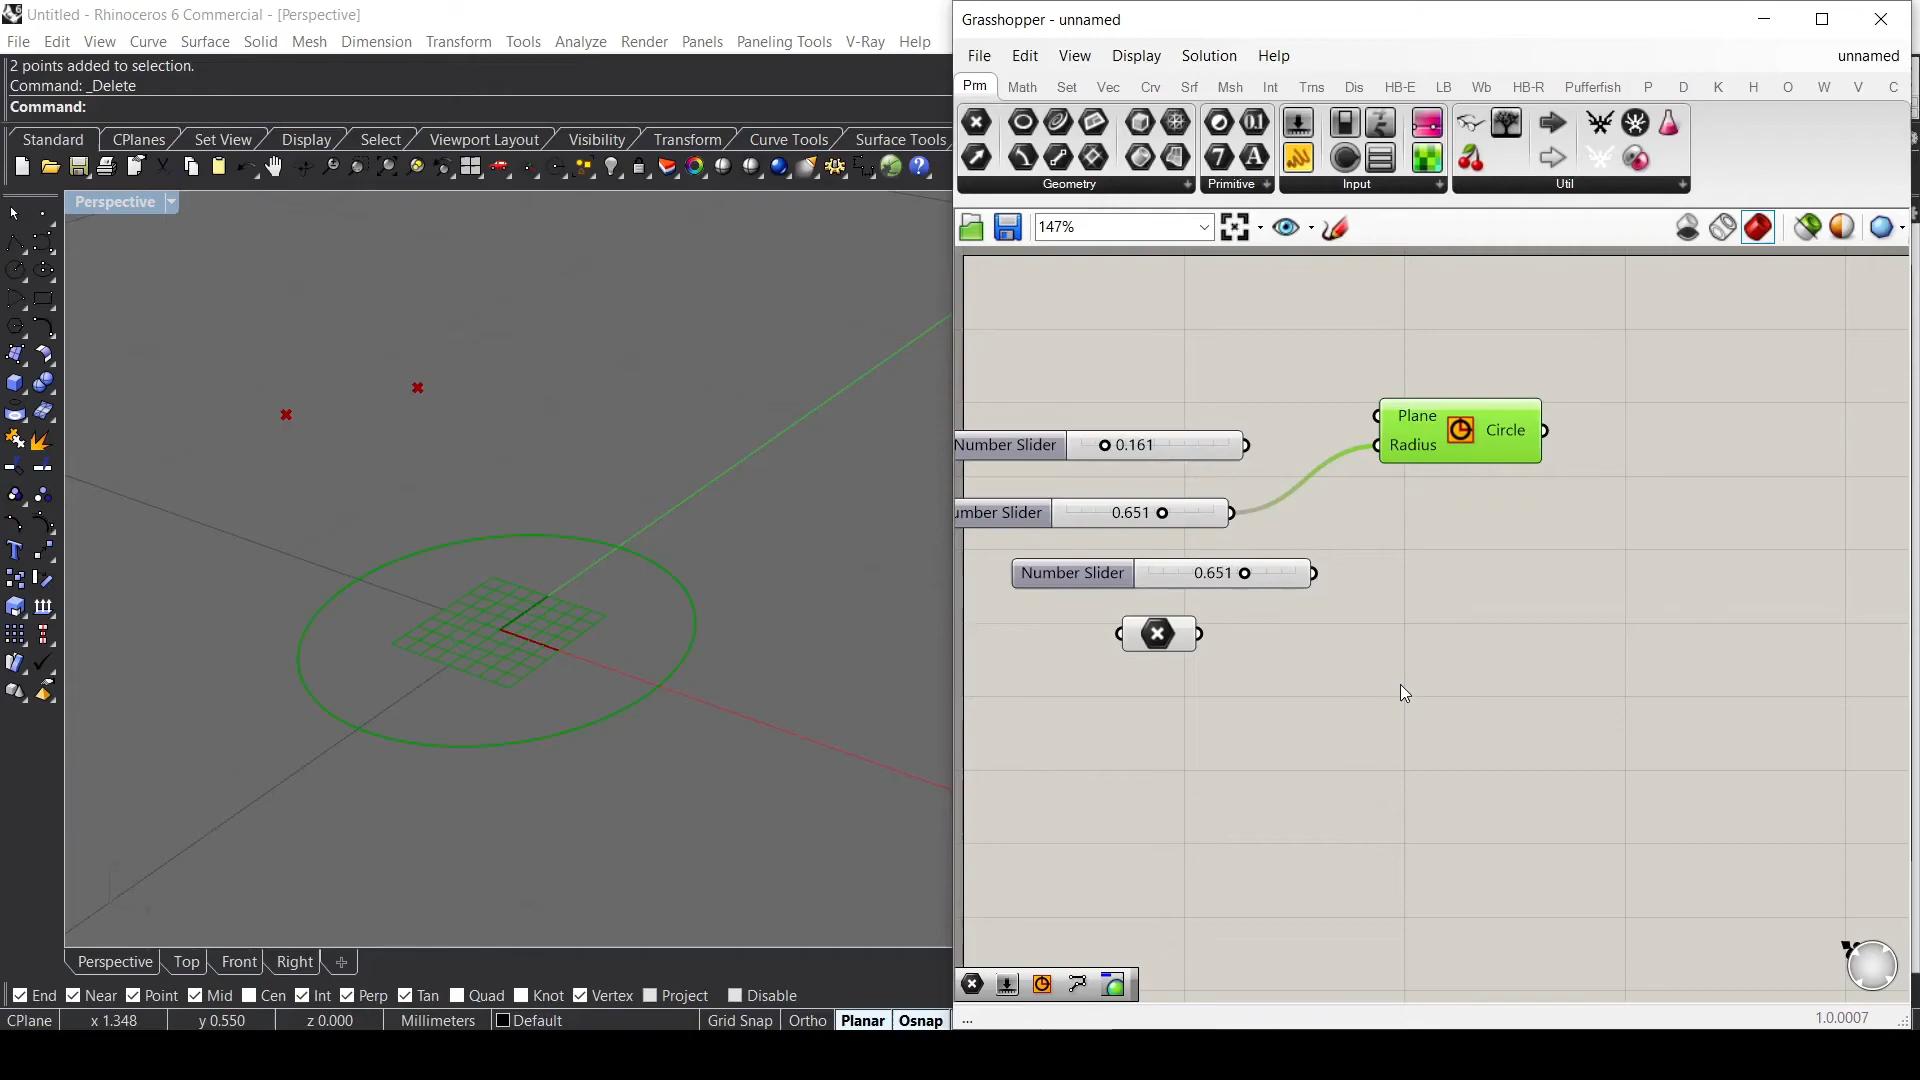 Untitled - Rhinoceros 6 Commercial - [Perspective]
File Edit View Curve Surface Solid Mesh Dimension Transform Tools Analyze Render Panels Paneling Tools V-Ray Help
2 points added to selection.
Command: _Delete
Command:
Standard CPlanes Set View Display Select Viewport Layout Visibility Transform Curve Tools Surface Tools
Perspective
Perspective Top Front Right
End Near Point Mid Cen Int Perp Tan Quad Knot Vertex Project Disable
CPlane x 1.348 y 0.550 z 0.000 Millimeters Default Grid Snap Ortho Planar Osnap
Grasshopper - unnamed
File Edit View Display Solution Help unnamed
Prm Math Set Vec Crv Srf Msh Int Trns Dis HB-E LB Wb HB-R Pufferfish P D K H O W V C
Geometry Primitive Input Util
147%
Plane
Radius
Circle
Number Slider 0.161
umber Slider 0.651
Number Slider 0.651
... 1.0.0007